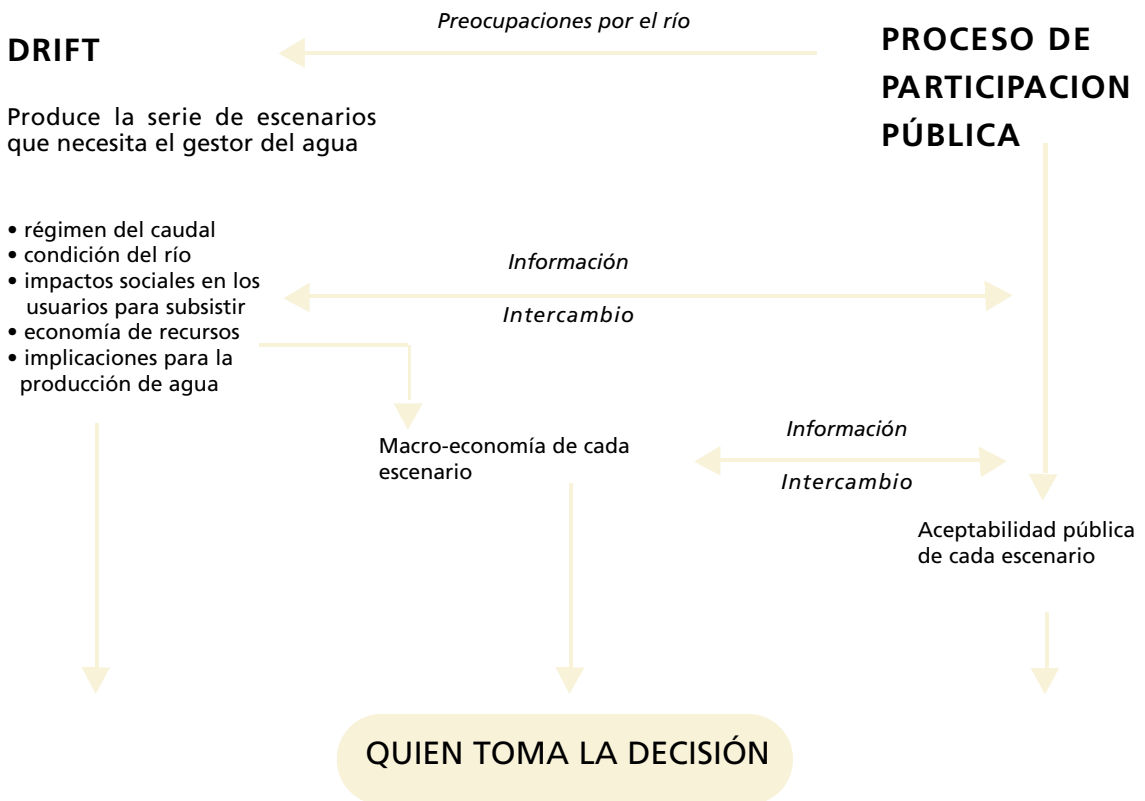 Preocupaciones por el río
DRIFT
PROCESO DE
PARTICIPACION
PÚBLICA
Produce la serie de escenarios
que necesita el gestor del agua
• régimen del caudal
• condición del río
• impactos sociales en los
usuarios para subsistir
• economía de recursos
• implicaciones para la
producción de agua
Información
Intercambio
Macro-economía de cada
escenario
Información
Intercambio
Aceptabilidad pública
de cada escenario
QUIEN TOMA LA DECISIÓN